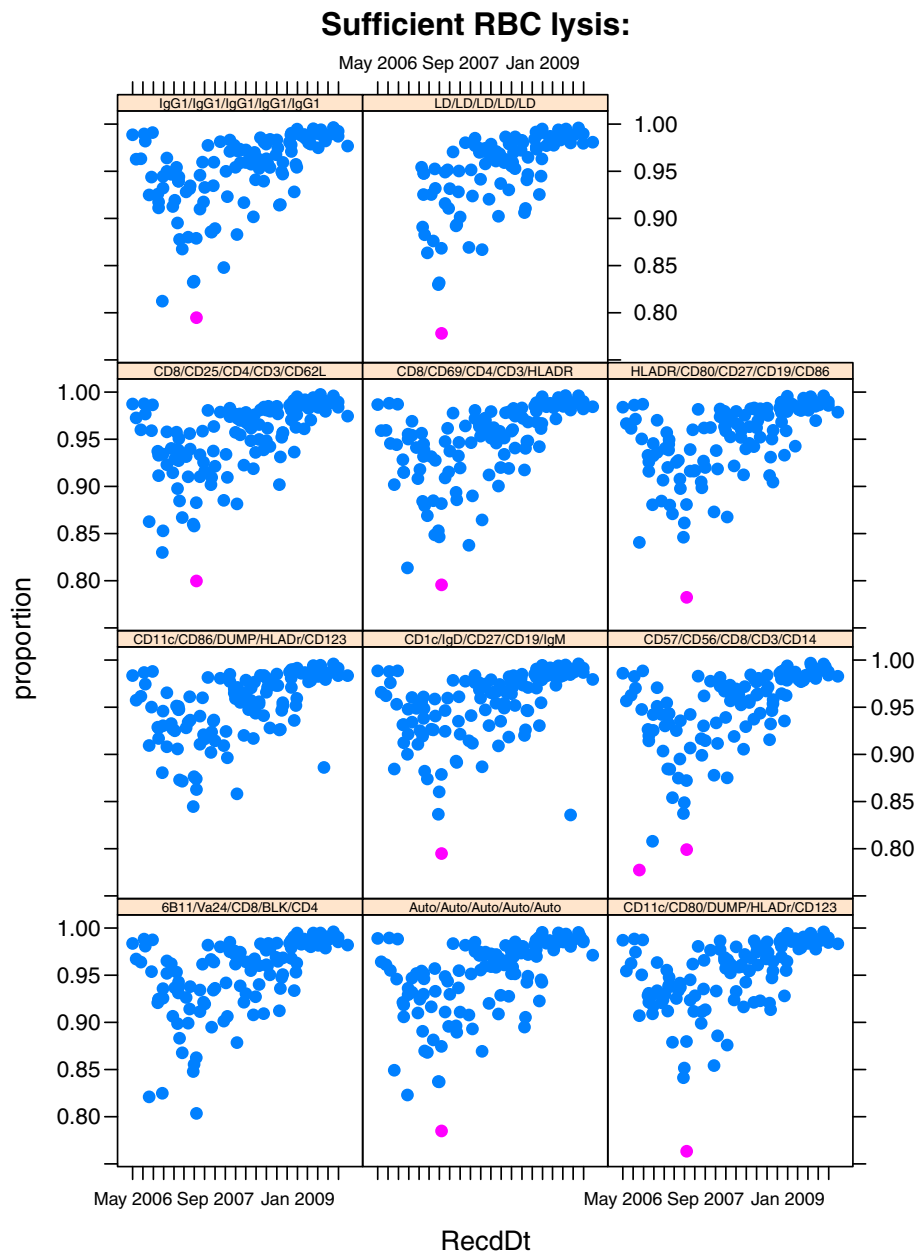 Sufficient RBC lysis:
May 2006 Sep 2007 Jan 2009
IgG1/IgG1/IgG1/IgG1/IgG1
LD/LD/LD/LD/LD
1.00
0.95
0.90
0.85
0.80
CD8/CD25/CD4/CD3/CD62L
CD8/CD69/CD4/CD3/HLADR
HLADR/CD80/CD27/CD19/CD86
1.00
0.95
0.90
0.85
0.80
proportion
CD11c/CD86/DUMP/HLADr/CD123
CD1c/IgD/CD27/CD19/IgM
CD57/CD56/CD8/CD3/CD14
1.00
0.95
0.90
0.85
0.80
6B11/Va24/CD8/BLK/CD4
Auto/Auto/Auto/Auto/Auto
CD11c/CD80/DUMP/HLADr/CD123
1.00
0.95
0.90
0.85
0.80
May 2006 Sep 2007 Jan 2009
May 2006 Sep 2007 Jan 2009
RecdDt